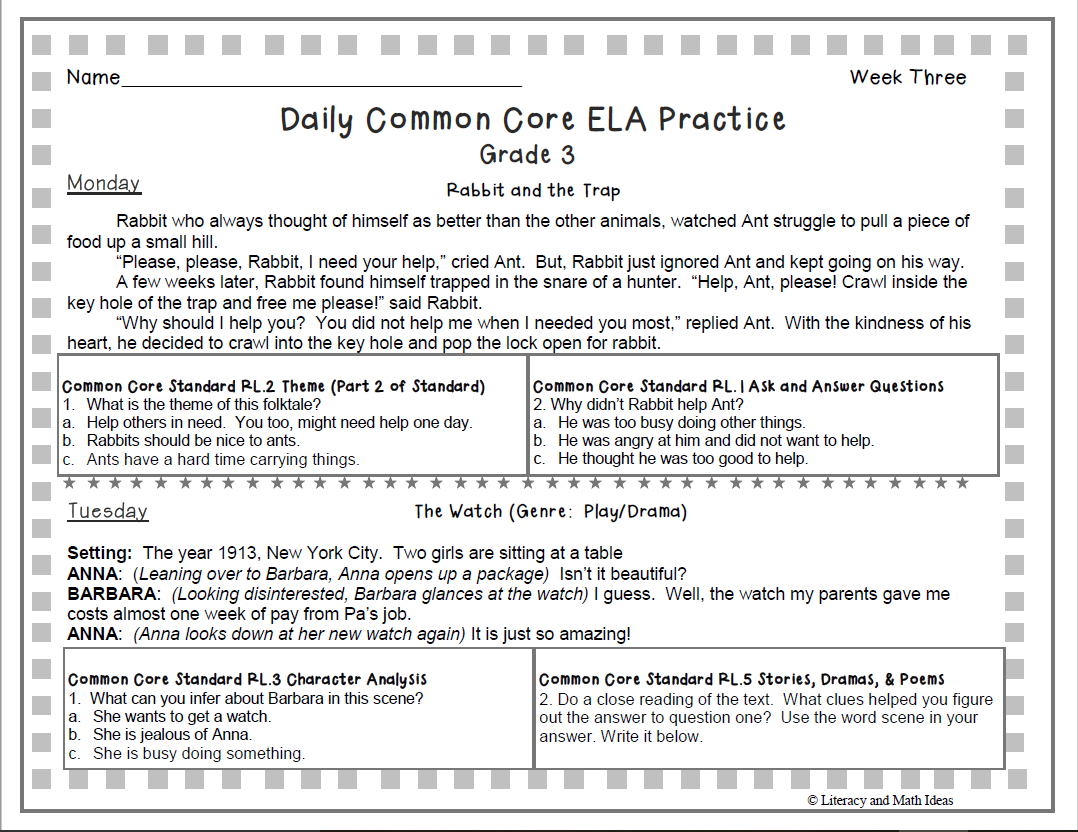 Name
Week Three
Daily Common Core ELA Practice
Grade 3
Monday
Rabbit and the Trap
Rabbit who always thought of himself as better than the other animals, watched Ant struggle to pull a piece of
food up a small hill.
“Please, please, Rabbit, I need your help,” cried Ant.  But, Rabbit just ignored Ant and kept going on his way.
A few weeks later, Rabbit found himself trapped in the snare of a hunter.  “Help, Ant, please! Crawl inside the
key hole of the trap and free me please!” said Rabbit.
“Why should I help you?  You did not help me when I needed you most,” replied Ant.  With the kindness of his
heart, he decided to crawl into the key hole and pop the lock open for rabbit.
Common Core Standard RL.2 Theme (Part 2 of Standard)
1.   What is the theme of this folktale?
a.   Help others in need.  You too, might need help one day.
b.   Rabbits should be nice to ants.
c.   Ants have a hard time carrying things.
Common Core Standard RL.1 Ask and Answer Questions
2. Why didn’t Rabbit help Ant?
a.   He was too busy doing other things.
b.   He was angry at him and did not want to help.
c.   He thought he was too good to help.
Tuesday
The Watch (Genre:  Play/Drama)
Setting:  The year 1913, New York City.  Two girls are sitting at a table
ANNA:  (Leaning over to Barbara, Anna opens up a package)  Isn’t it beautiful?
BARBARA:  (Looking disinterested, Barbara glances at the watch) I guess.  Well, the watch my parents gave me
costs almost one week of pay from Pa’s job.
ANNA:  (Anna looks down at her new watch again) It is just so amazing!
Common Core Standard RL.3 Character Analysis
1.  What can you infer about Barbara in this scene?
a.   She wants to get a watch.
b.   She is jealous of Anna.
c.   She is busy doing something.
Common Core Standard RL.5 Stories, Dramas, & Poems
2. Do a close reading of the text.  What clues helped you figure
out the answer to question one?  Use the word scene in your
answer. Write it below.
© Literacy and Math Ideas